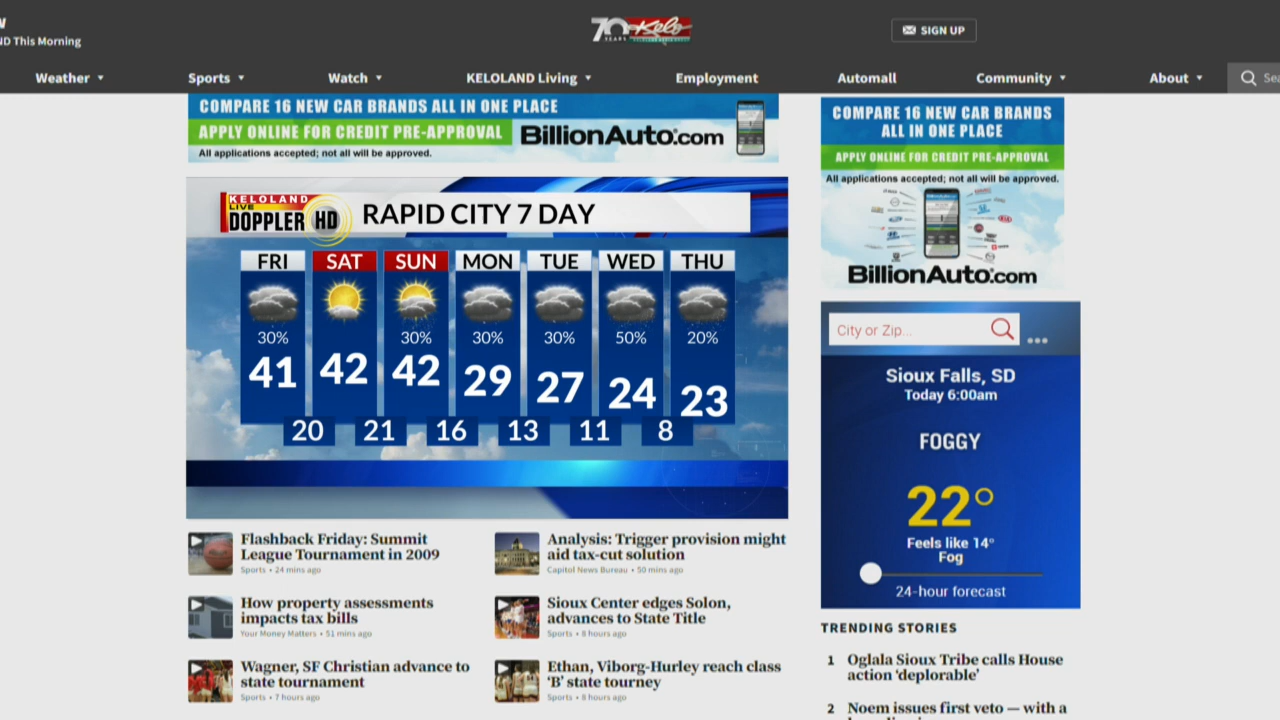 ND This Morning
70 YEARS Kelo
SIGN UP
Weather
Sports
Watch
KELOLAND Living
Employment
Automall
Community
About
Sea
COMPARE 16 NEW CAR BRANDS ALL IN ONE PLACE
APPLY ONLINE FOR CREDIT PRE-APPROVAL
BillionAuto.com
All applications accepted; not all will be approved.
COMPARE 16 NEW CAR BRANDS
ALL IN ONE PLACE
APPLY ONLINE FOR CREDIT PRE-APPROVAL
All applications accepted; not all will be approved.
BillionAuto.com
KELOLAND
LIVE
DOPPLER HD
RAPID CITY 7 DAY
FRI SAT SUN MON TUE WED THU
30% 30% 30% 30% 50% 20%
41 42 42 29 27 24 23
20 21 16 13 11 8
City or Zip...
Sioux Falls, SD
Today 6:00am
FOGGY
22°
Feels like 14°
Fog
24-hour forecast
Flashback Friday: Summit
League Tournament in 2009
Sports • 24 mins ago
Analysis: Trigger provision might
aid tax-cut solution
Capitol News Bureau • 50 mins ago
How property assessments
impacts tax bills
Your Money Matters • 51 mins ago
Sioux Center edges Solon,
advances to State Title
Sports • 8 hours ago
Wagner, SF Christian advance to
state tournament
Sports • 7 hours ago
Ethan, Viborg-Hurley reach class
‘B’ state tourney
Sports • 8 hours ago
TRENDING STORIES
1 Oglala Sioux Tribe calls House
action ‘deplorable’
2 Noem issues first veto — with a